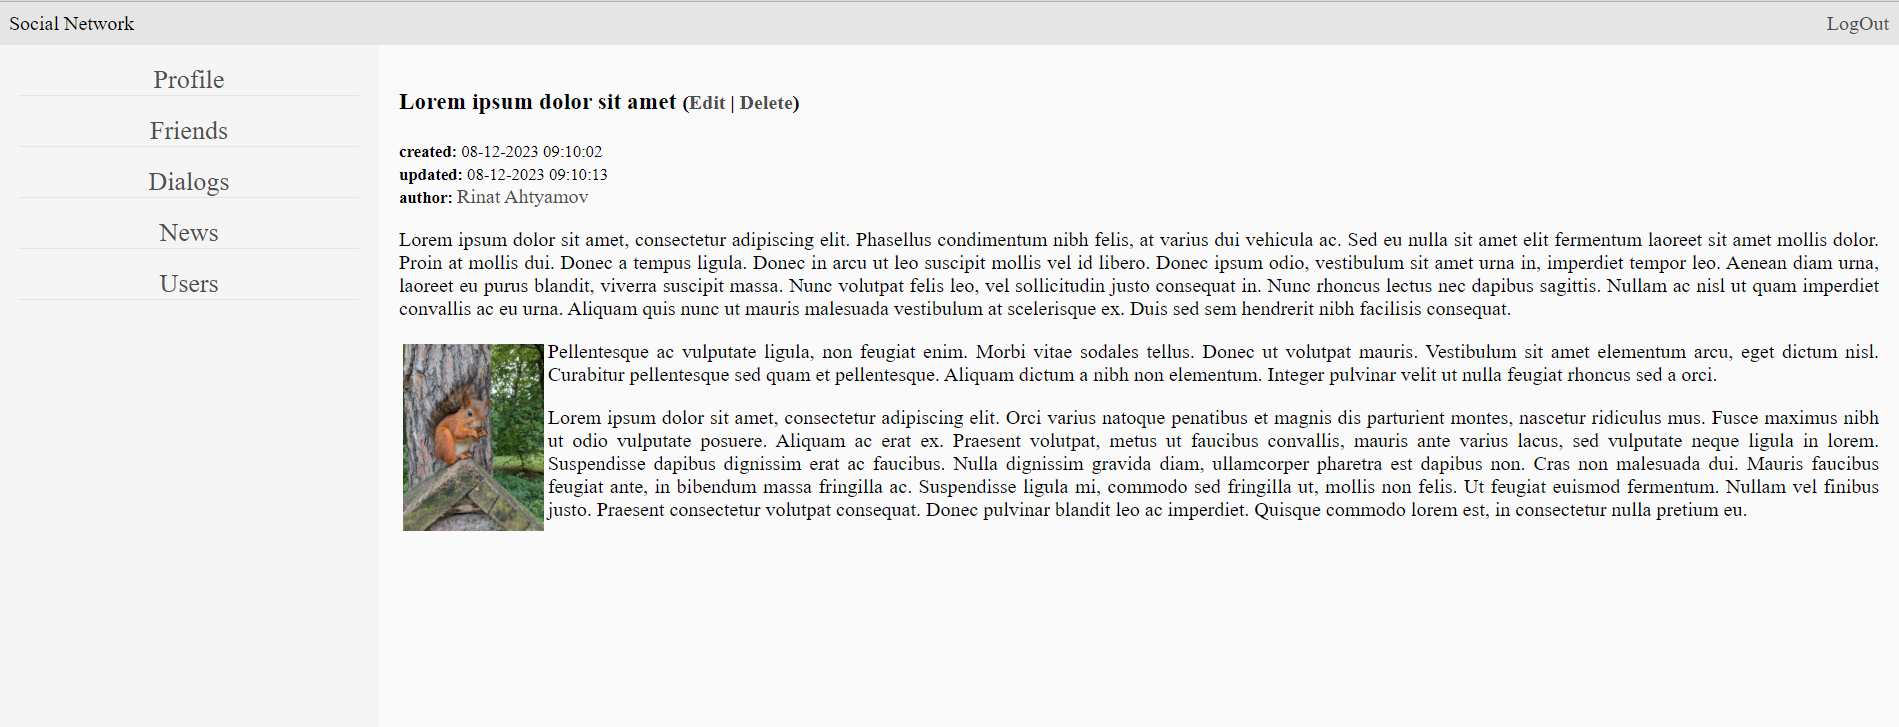 Social Network
LogOut
Profile
Friends
Dialogs
News
Users
Lorem ipsum dolor sit amet (Edit | Delete)
created: 08-12-2023 09:10:02
updated: 08-12-2023 09:10:13
author: Rinat Ahtyamov
Lorem ipsum dolor sit amet, consectetur adipiscing elit. Phasellus condimentum nibh felis, at varius dui vehicula ac. Sed eu nulla sit amet elit fermentum laoreet sit amet mollis dolor.
Proin at mollis dui. Donec a tempus ligula. Donec in arcu ut leo suscipit mollis vel id libero. Donec ipsum odio, vestibulum sit amet urna in, imperdiet tempor leo. Aenean diam urna,
laoreet eu purus blandit, viverra suscipit massa. Nunc volutpat felis leo, vel sollicitudin justo consequat in. Nunc rhoncus lectus nec dapibus sagittis. Nullam ac nisl ut quam imperdiet
convallis ac eu urna. Aliquam quis nunc ut mauris malesuada vestibulum at scelerisque ex. Duis sed sem hendrerit nibh facilisis consequat.
Pellentesque ac vulputate ligula, non feugiat enim. Morbi vitae sodales tellus. Donec ut volutpat mauris. Vestibulum sit amet elementum arcu, eget dictum nisl.
Curabitur pellentesque sed quam et pellentesque. Aliquam dictum a nibh non elementum. Integer pulvinar velit ut nulla feugiat rhoncus sed a orci.
Lorem ipsum dolor sit amet, consectetur adipiscing elit. Orci varius natoque penatibus et magnis dis parturient montes, nascetur ridiculus mus. Fusce maximus nibh
ut odio vulputate posuere. Aliquam ac erat ex. Praesent volutpat, metus ut faucibus convallis, mauris ante varius lacus, sed vulputate neque ligula in lorem.
Suspendisse dapibus dignissim erat ac faucibus. Nulla dignissim gravida diam, ullamcorper pharetra est dapibus non. Cras non malesuada dui. Mauris faucibus
feugiat ante, in bibendum massa fringilla ac. Suspendisse ligula mi, commodo sed fringilla ut, mollis non felis. Ut feugiat euismod fermentum. Nullam vel finibus
justo. Praesent consectetur volutpat consequat. Donec pulvinar blandit leo ac imperdiet. Quisque commodo lorem est, in consectetur nulla pretium eu.